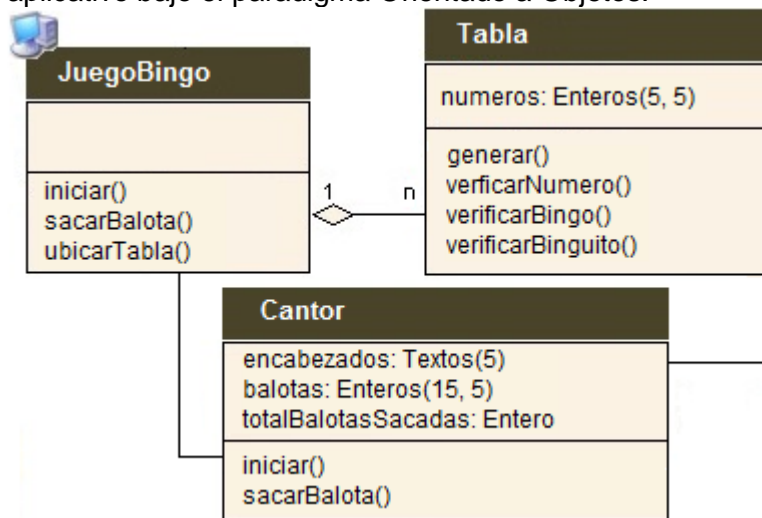 aplicativo bajo el paradigma Orientado a Objetos.
JuegoBingo
iniciar()
sacarBalota()
ubicarTabla()
1
n
Tabla
numeros: Enteros(5, 5)
generar()
verficarNumero()
verificarBingo()
verificarBinguito()
Cantor
encabezados: Textos(5)
balotas: Enteros(15, 5)
totalBalotasSacadas: Entero
iniciar()
sacarBalota()